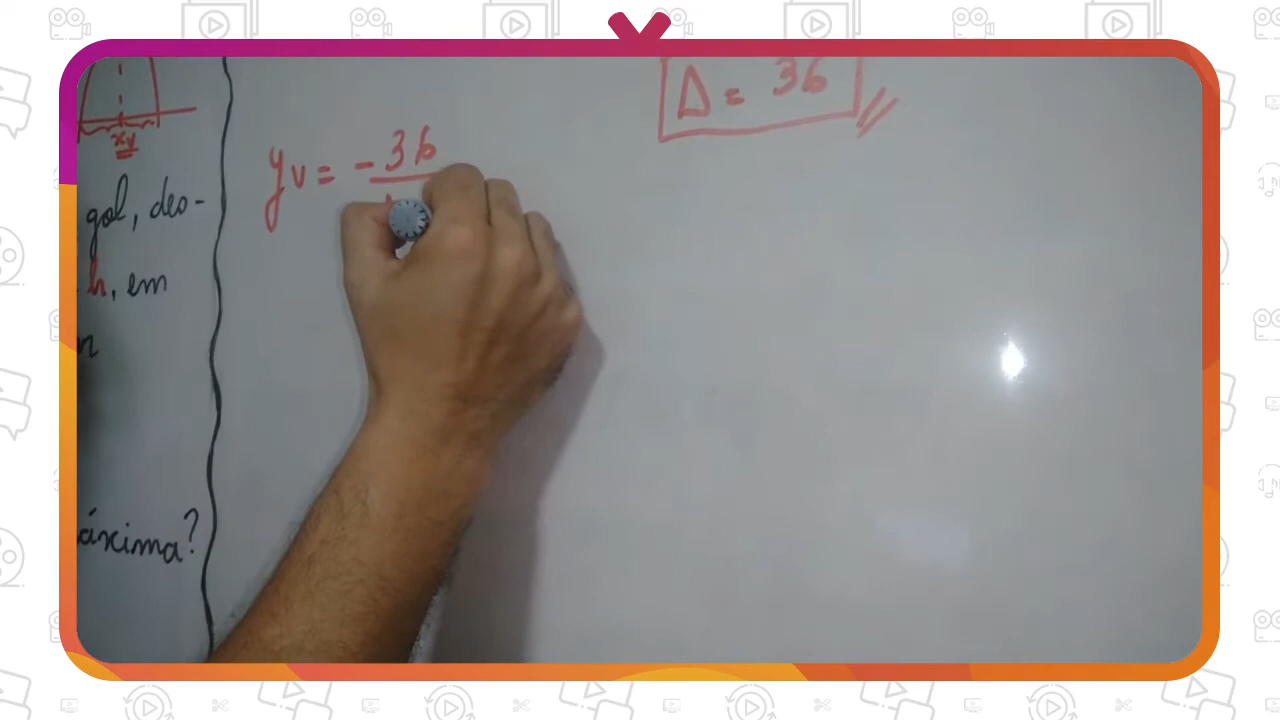 Δ = 36
xv
yv = -36
gol, des-
h, em
áxima?